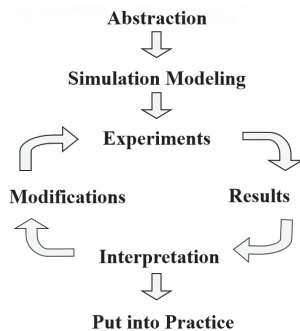 Abstraction
Simulation Modeling
Experiments
Modifications
Results
Interpretation
Put into Practice